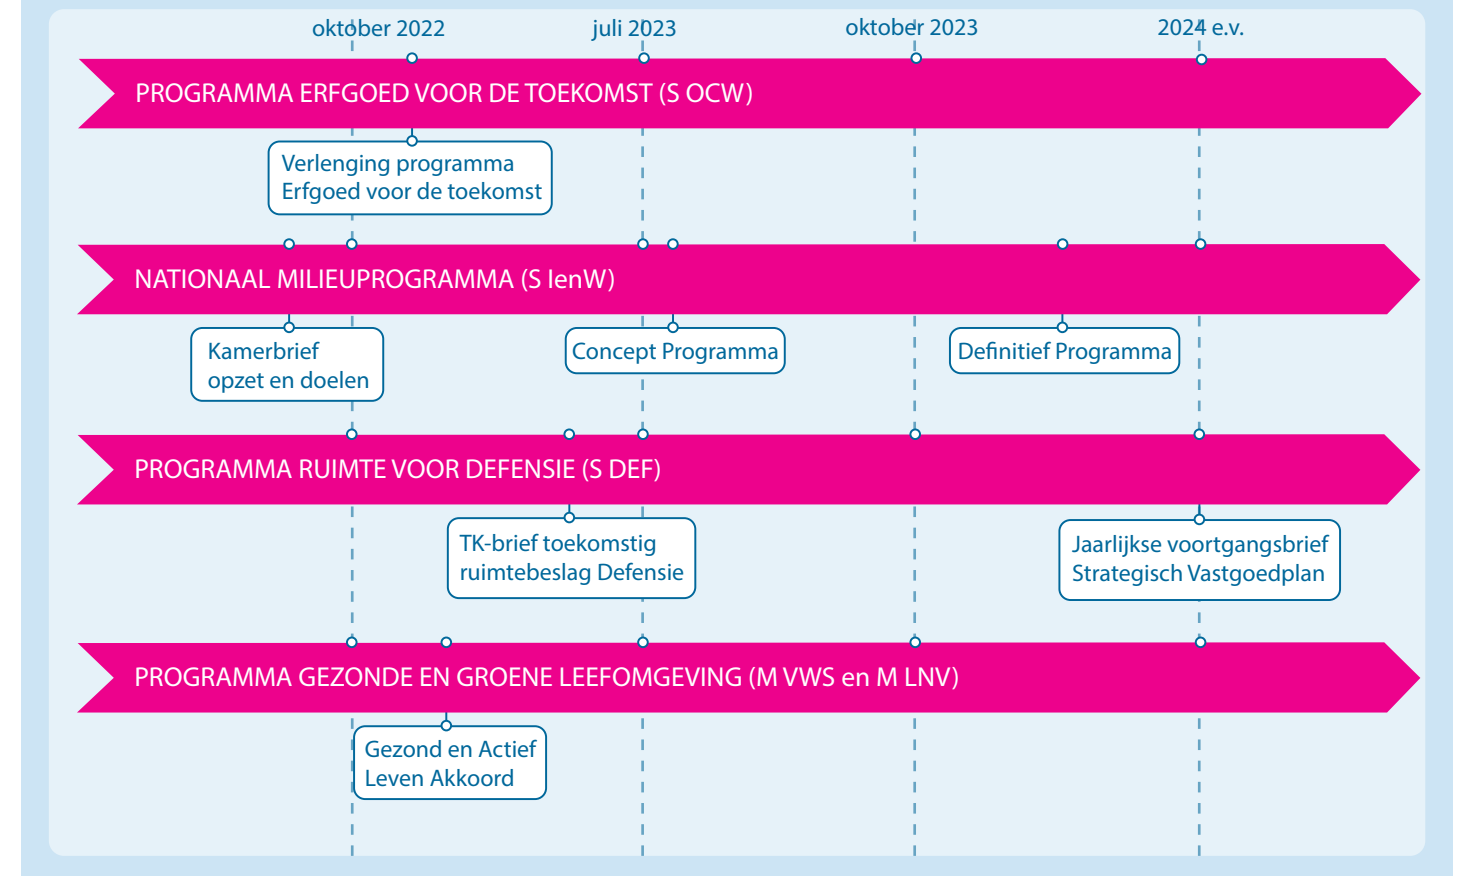 oktober 2022 juli 2023 oktober 2023 2024 e.v.
PROGRAMMA ERFGOED VOOR DE TOEKOMST (S OCW)
Verlenging programma
Erfgoed voor de toekomst
NATIONAAL MILIEUPROGRAMMA (S IenW)
Kamerbrief
opzet en doelen
Concept Programma
Definitief Programma
PROGRAMMA RUIMTE VOOR DEFENSIE (S DEF)
TK-brief toekomstig
ruimtebeslag Defensie
Jaarlijkse voortgangsbrief
Strategisch Vastgoedplan
PROGRAMMA GEZONDE EN GROENE LEEFOMGEVING (M VWS en M LNV)
Gezond en Actief
Leven Akkoord